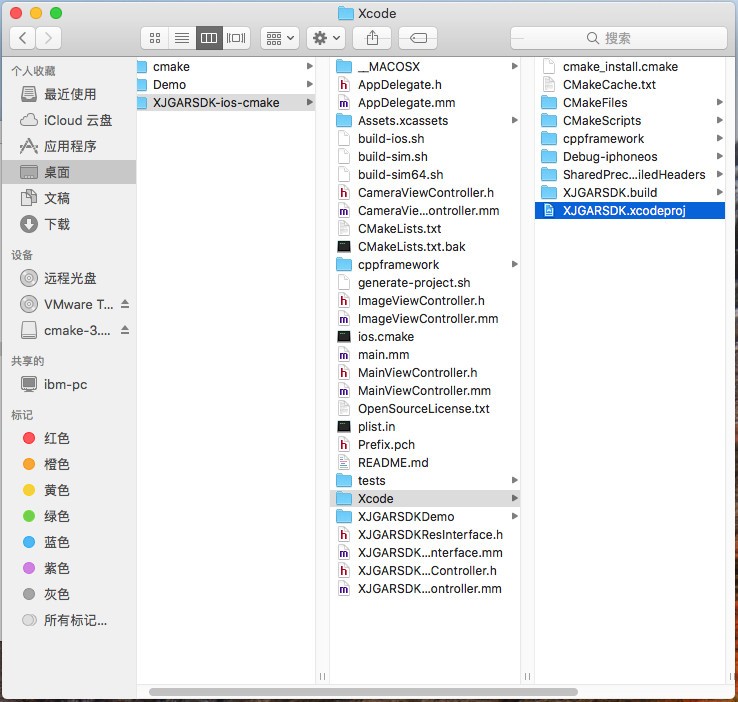 Xcode
搜索
个人收藏
最近使用
iCloud 云盘
应用程序
桌面
文稿
下载
设备
远程光盘
VMware T...
cmake-3....
共享的
ibm-pc
标记
红色
橙色
黄色
绿色
蓝色
紫色
灰色
所有标记...
cmake
Demo
XJGARSDK-ios-cmake
__MACOSX
AppDelegate.h
AppDelegate.mm
Assets.xcassets
build-ios.sh
build-sim.sh
build-sim64.sh
CameraViewController.h
CameraVie...ontroller.mm
CMakeLists.txt
CMakeLists.txt.bak
cppframework
generate-project.sh
ImageViewController.h
ImageViewController.mm
ios.cmake
main.mm
MainViewController.h
MainViewController.mm
OpenSourceLicense.txt
plist.in
Prefix.pch
README.md
tests
Xcode
XJGARSDKDemo
XJGARSDKResInterface.h
XJGARSDK...nterface.mm
XJGARSDK...Controller.h
XJGARSDK...ontroller.mm
cmake_install.cmake
CMakeCache.txt
CMakeFiles
CMakeScripts
cppframework
Debug-iphoneos
SharedPrec...iledHeaders
XJGARSDK.build
XJGARSDK.xcodeproj